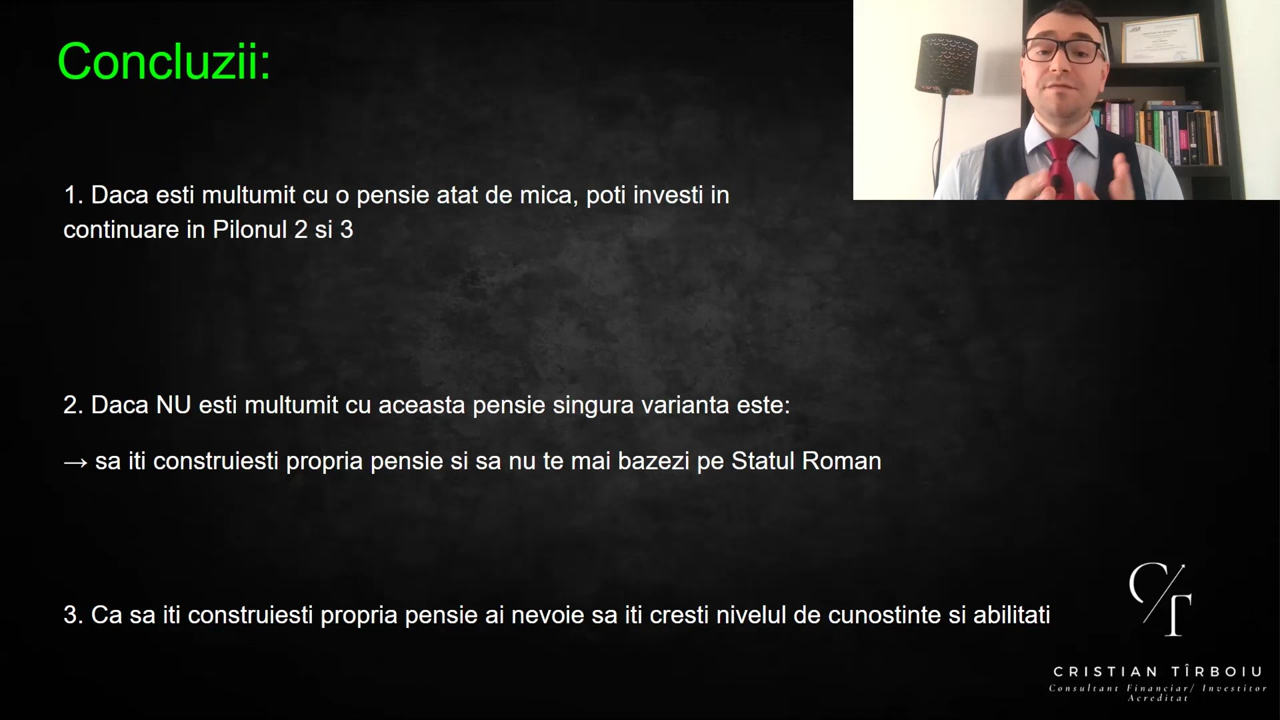 Concluzii:
1. Daca esti multumit cu o pensie atat de mica, poti investi in
continuare in Pilonul 2 si 3
2. Daca NU esti multumit cu aceasta pensie singura varianta este:
→ sa iti construiesti propria pensie si sa nu te mai bazezi pe Statul Roman
3. Ca sa iti construiesti propria pensie ai nevoie sa iti cresti nivelul de cunostinte si abilitati
CT
CRISTIAN TÎRBOIU
Consultant Financiar/ Investitor
Acreditat